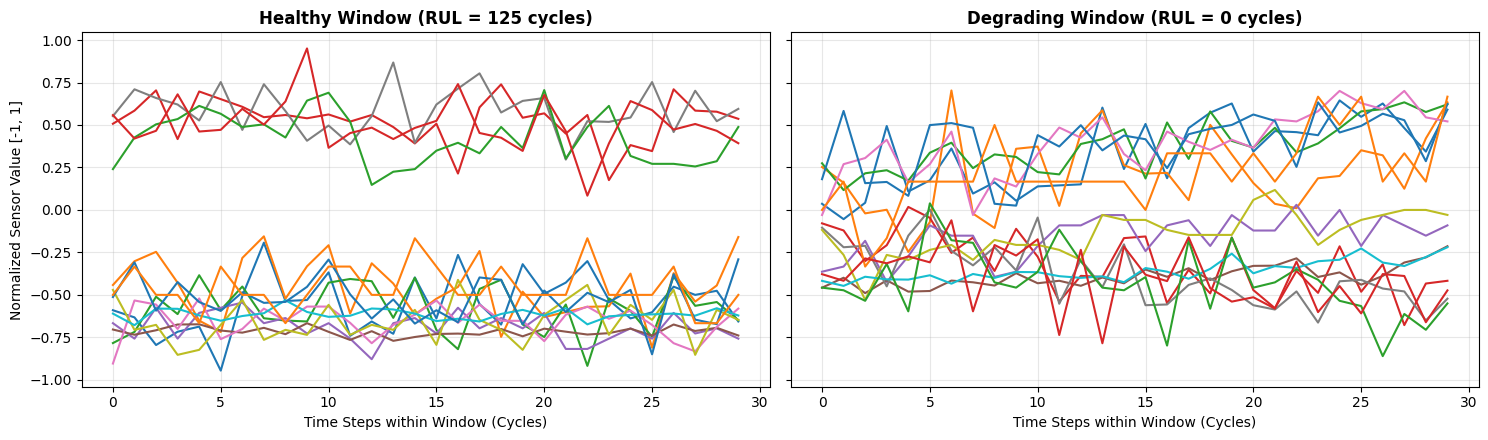 Healthy Window (RUL = 125 cycles)
Degrading Window (RUL = 0 cycles)
Normalized Sensor Value [-1, 1]
1.00
0.75
0.50
0.25
0.00
−0.25
−0.50
−0.75
−1.00
0 5 10 15 20 25 30
0 5 10 15 20 25 30
Time Steps within Window (Cycles)
Time Steps within Window (Cycles)